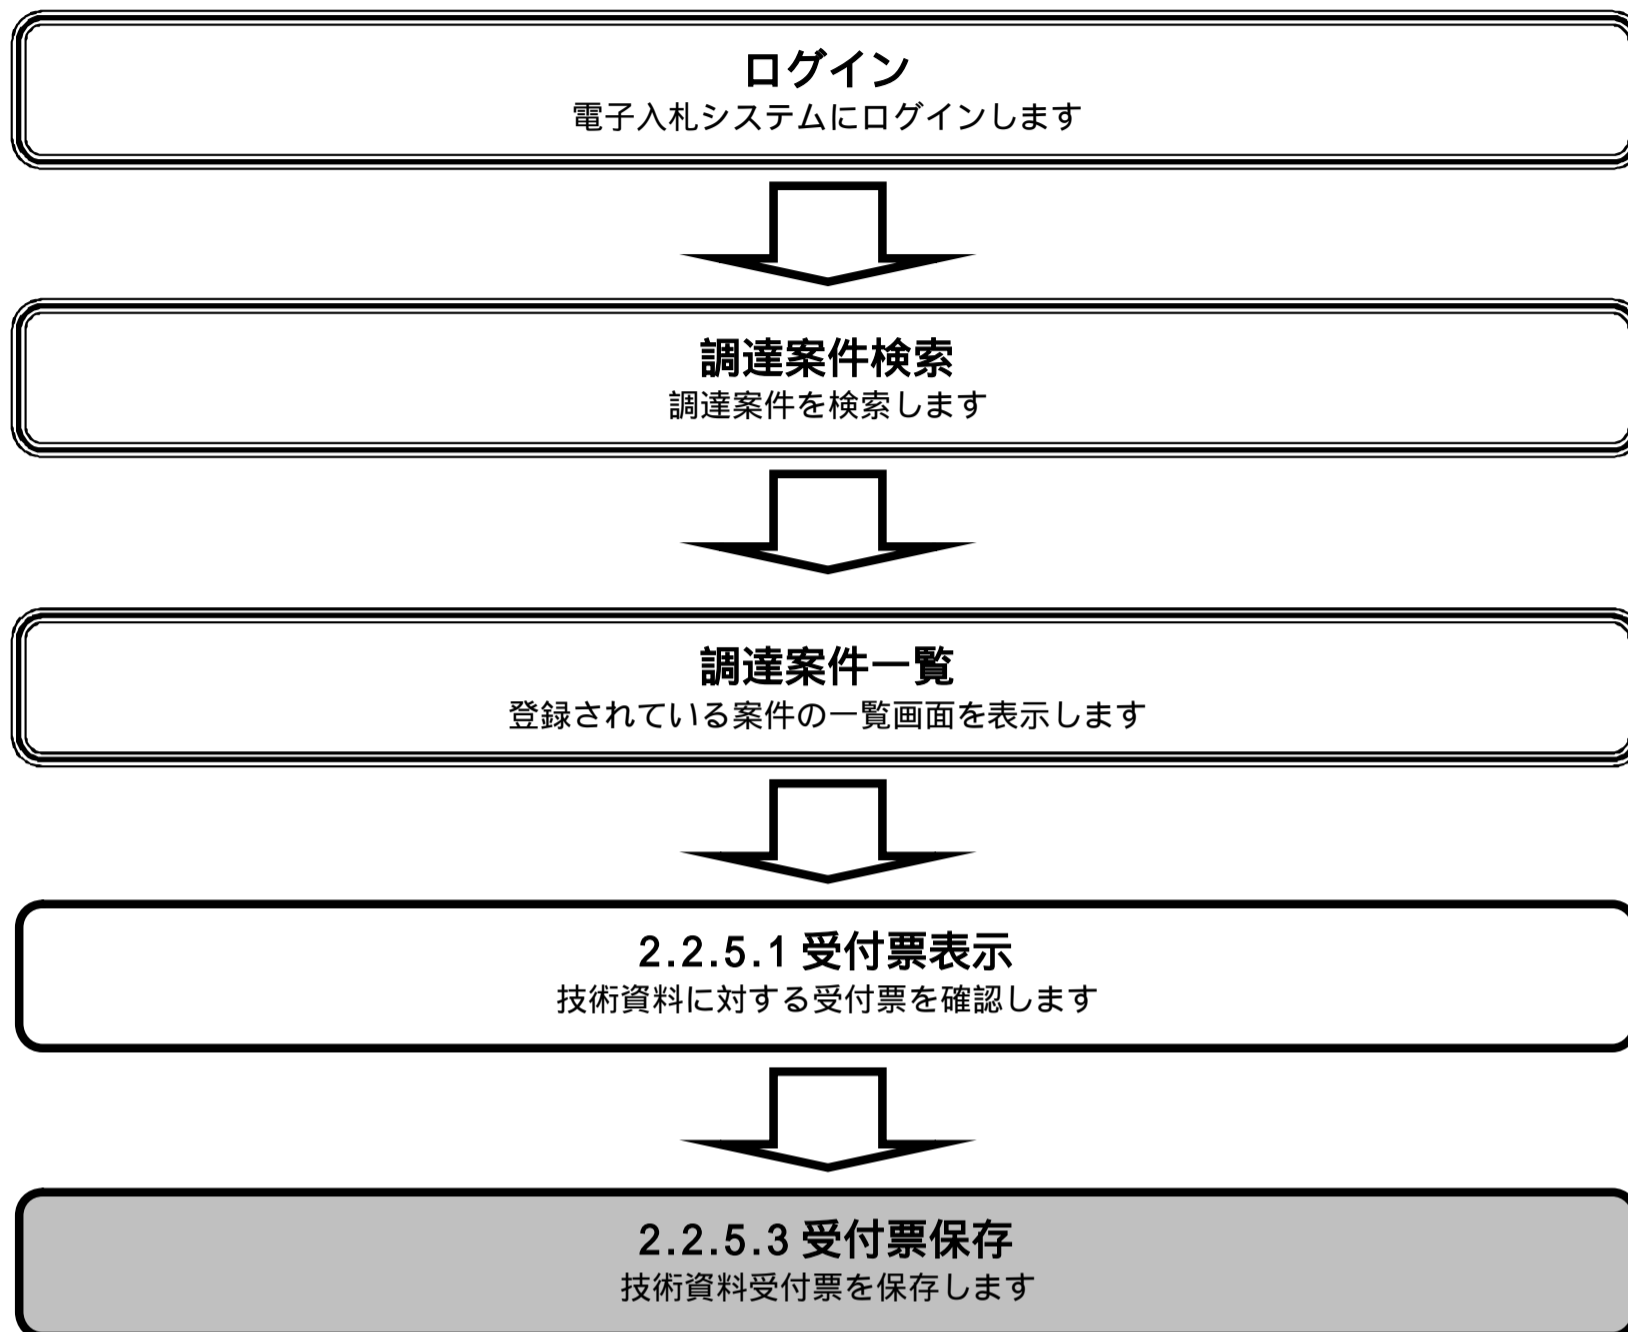 ログイン
電子入札システムにログインします
調達案件検索
調達案件を検索します
調達案件一覧
登録されている案件の一覧画面を表示します
2.2.5.1 受付票表示
技術資料に対する受付票を確認します
2.2.5.3 受付票保存
技術資料受付票を保存します